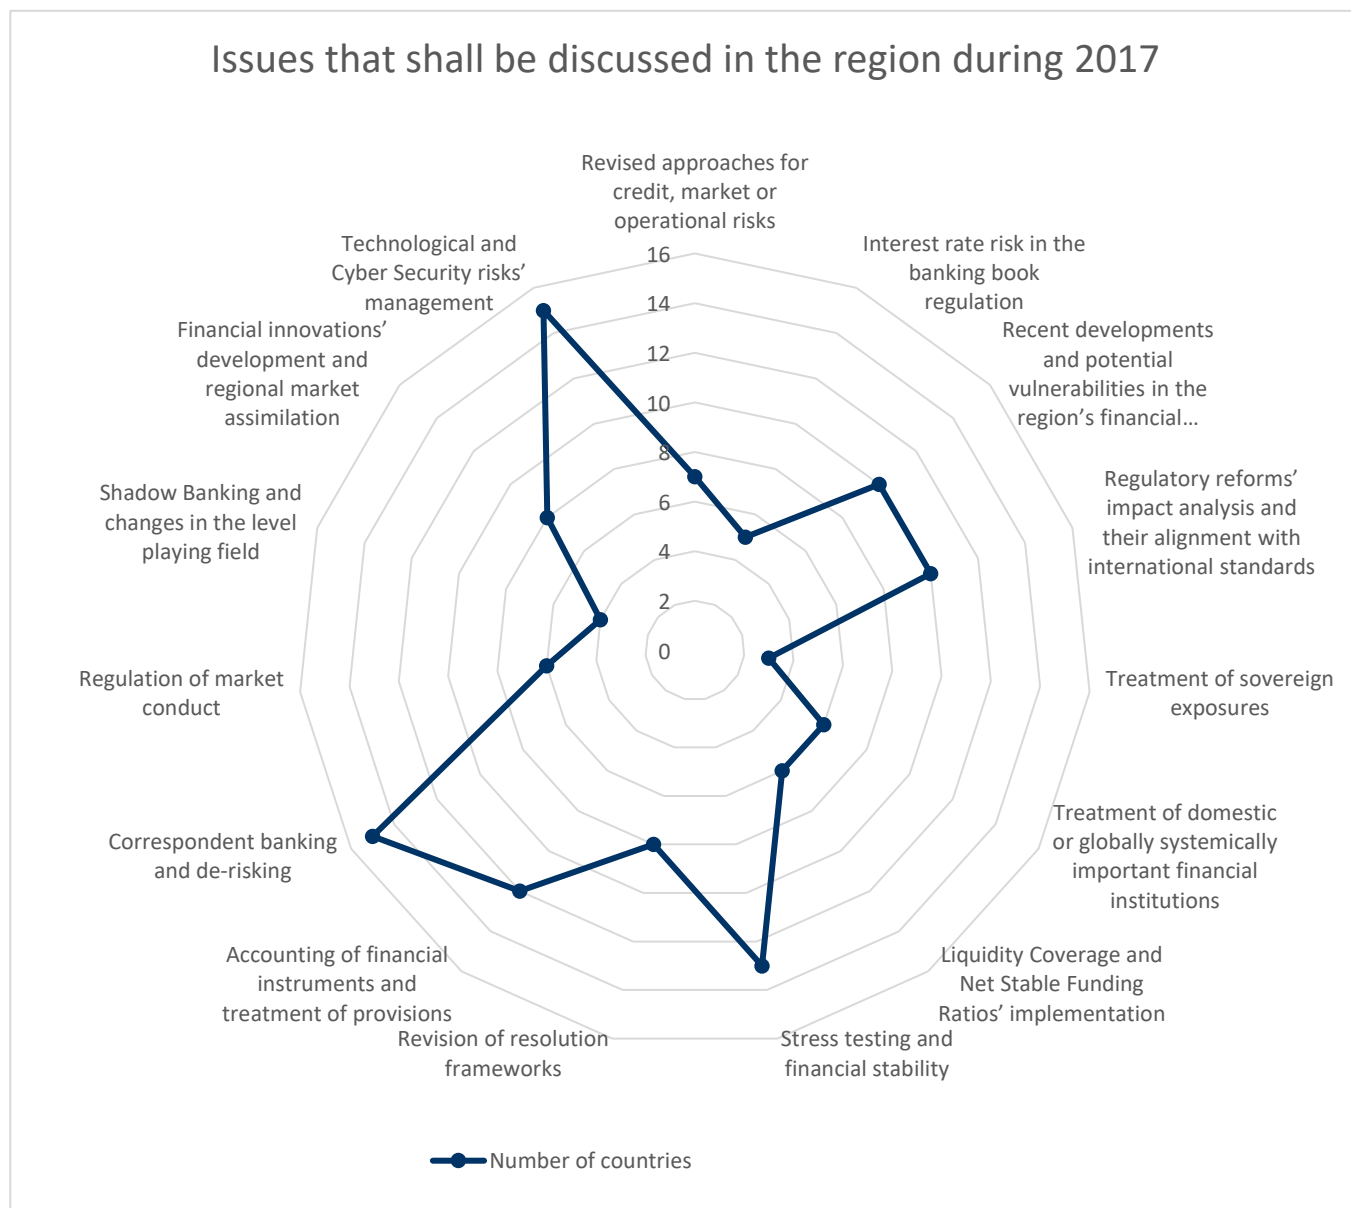 Issues that shall be discussed in the region during 2017
Revised approaches for
credit, market or
operational risks
Interest rate risk in the
banking book
regulation
Recent developments
and potential
vulnerabilities in the
region's financial...
Regulatory reforms'
impact analysis and
their alignment with
international standards
Treatment of sovereign
exposures
Treatment of domestic
or globally systemically
important financial
institutions
Liquidity Coverage and
Net Stable Funding
Ratios' implementation
Stress testing and
financial stability
Revision of resolution
frameworks
Accounting of financial
instruments and
treatment of provisions
Correspondent banking
and de-risking
Regulation of market
conduct
Shadow Banking and
changes in the level
playing field
Financial innovations'
development and
regional market
assimilation
Technological and
Cyber Security risks'
management
16
14
12
10
8
6
4
2
0
Number of countries